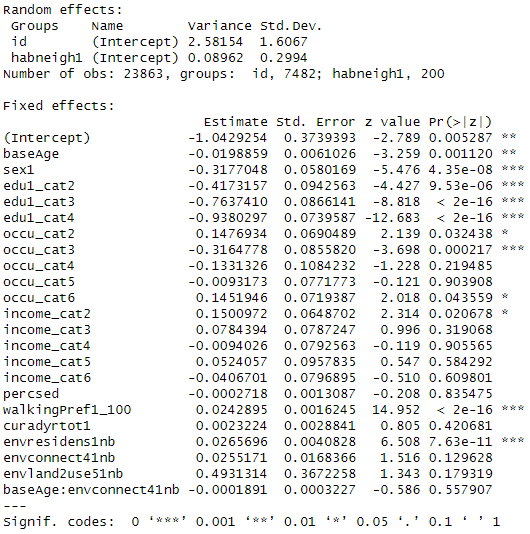 Random effects:
Groups Name Variance Std.Dev.
id (Intercept) 2.58154 1.6067
habneigh1 (Intercept) 0.08962 0.2994
Number of obs: 23863, groups: id, 7482; habneigh1, 200
Fixed effects:
Estimate Std. Error z value Pr(>|z|)
(Intercept) -1.0429254 0.3739393 -2.789 0.005287 **
baseAge -0.0198859 0.0061026 -3.259 0.001120 **
sex1 -0.3177048 0.0580169 -5.476 4.35e-08 ***
edu1_cat2 -0.4173157 0.0942563 -4.427 9.53e-06 ***
edu1_cat3 -0.7637410 0.0866141 -8.818 < 2e-16 ***
edu1_cat4 -0.9380297 0.0739587 -12.683 < 2e-16 ***
occu_cat2 0.1476934 0.0690489 2.139 0.032438 *
occu_cat3 -0.3164778 0.0855820 -3.698 0.000217 ***
occu_cat4 -0.1331326 0.1084232 -1.228 0.219485
occu_cat5 -0.0093173 0.0771773 -0.121 0.903908
occu_cat6 0.1451946 0.0719387 2.018 0.043559 *
income_cat2 0.1500972 0.0648702 2.314 0.020678 *
income_cat3 0.0784394 0.0787247 0.996 0.319068
income_cat4 -0.0094026 0.0792563 -0.119 0.905565
income_cat5 0.0524057 0.0957835 0.547 0.584292
income_cat6 -0.0406701 0.0796895 -0.510 0.609801
percsed -0.0002718 0.0013087 -0.208 0.835475
walkingPref1_100 0.0242895 0.0016245 14.952 < 2e-16 ***
curadyrtot1 0.0023224 0.0028841 0.805 0.420681
envresidens1nb 0.0265696 0.0040828 6.508 7.63e-11 ***
envconnect41nb 0.0255171 0.0168366 1.516 0.129628
envland2use51nb 0.4931314 0.3672258 1.343 0.179319
baseAge:envconnect41nb -0.0001891 0.0003227 -0.586 0.557907
---
Signif. codes: 0 ‘***’ 0.001 ‘**’ 0.01 ‘*’ 0.05 ‘.’ 0.1 ‘ ’ 1